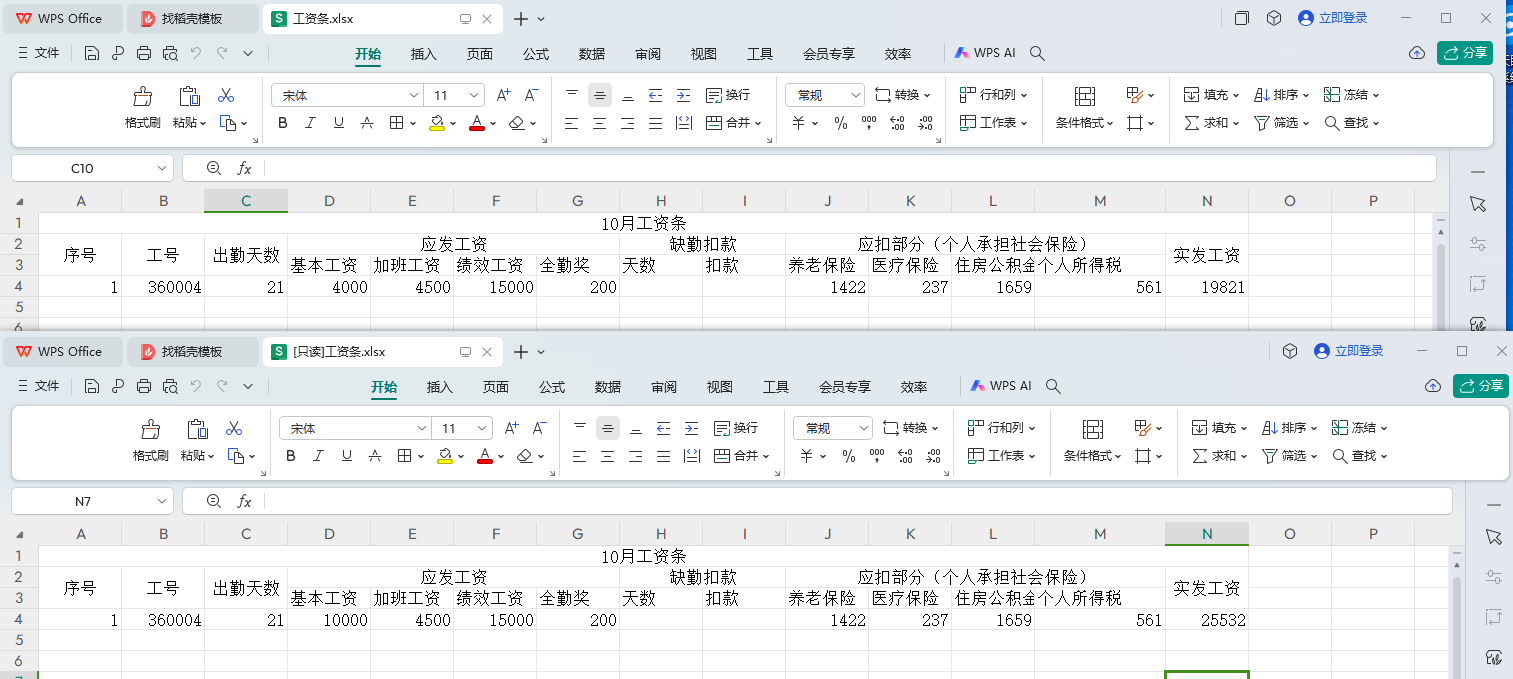 WPS Office 找稻壳模板 工资条.xlsx 立即登录
文件 开始 插入 页面 公式 数据 审阅 视图 工具 会员专享 效率 WPS AI 分享
宋体 11 A+ A- 换行 常规 转换 行和列 填充 排序 冻结
格式刷 粘贴 B I U A A 合并 ¥ % 工作表 条件格式 求和 筛选 查找
C10 fx
A B C D E F G H I J K L M N O P
1 10月工资条
2 序号 工号 出勤天数 应发工资 缺勤扣款 应扣部分（个人承担社会保险） 实发工资
3 基本工资 加班工资 绩效工资 全勤奖 天数 扣款 养老保险 医疗保险 住房公积金 个人所得税
4 1 360004 21 4000 4500 15000 200 1422 237 1659 561 19821
5
6
WPS Office 找稻壳模板 [只读]工资条.xlsx 立即登录
文件 开始 插入 页面 公式 数据 审阅 视图 工具 会员专享 效率 WPS AI 分享
宋体 11 A+ A- 换行 常规 转换 行和列 填充 排序 冻结
格式刷 粘贴 B I U A A 合并 ¥ % 工作表 条件格式 求和 筛选 查找
N7 fx
A B C D E F G H I J K L M N O P
1 10月工资条
2 序号 工号 出勤天数 应发工资 缺勤扣款 应扣部分（个人承担社会保险） 实发工资
3 基本工资 加班工资 绩效工资 全勤奖 天数 扣款 养老保险 医疗保险 住房公积金 个人所得税
4 1 360004 21 10000 4500 15000 200 1422 237 1659 561 25532
5
6